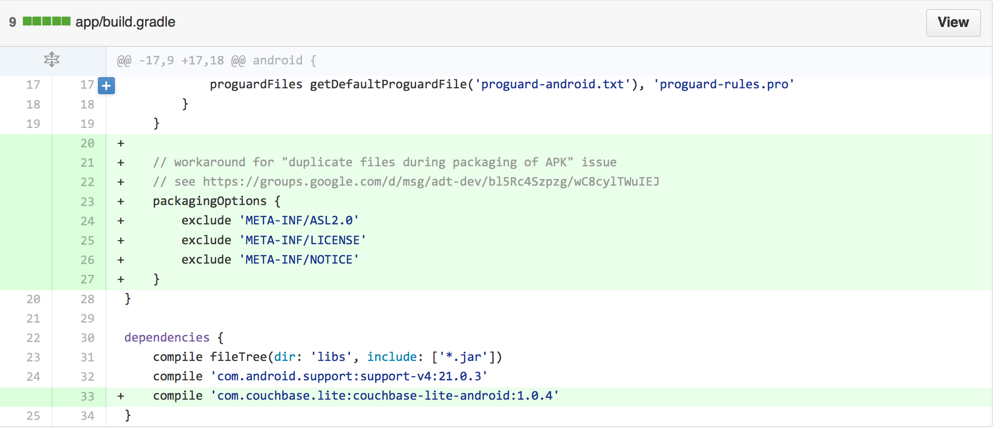 9 app/build.gradle View
@@ -17,9 +17,18 @@ android {
17 17 + proguardFiles getDefaultProguardFile('proguard-android.txt'), 'proguard-rules.pro'
18 18 }
19 19 }
20 +
21 + // workaround for "duplicate files during packaging of APK" issue
22 + // see https://groups.google.com/d/msg/adt-dev/bl5Rc4Szpzg/wC8cylTWuIEJ
23 + packagingOptions {
24 + exclude 'META-INF/ASL2.0'
25 + exclude 'META-INF/LICENSE'
26 + exclude 'META-INF/NOTICE'
27 + }
20 28 }
21 29
22 30 dependencies {
23 31 compile fileTree(dir: 'libs', include: ['*.jar'])
24 32 compile 'com.android.support:support-v4:21.0.3'
33 + compile 'com.couchbase.lite:couchbase-lite-android:1.0.4'
25 34 }